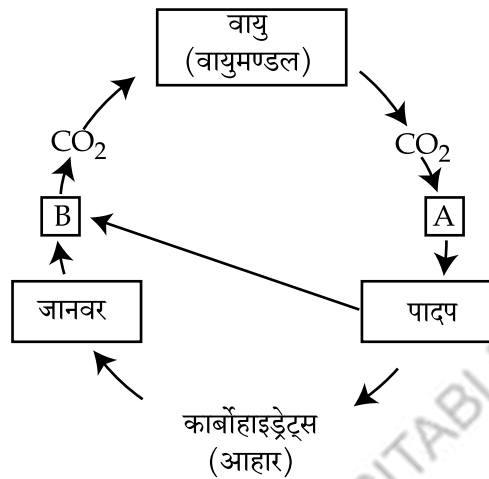 वायु
(वायुमण्डल)
CO₂
CO₂
B
A
जानवर
पादप
कार्बोहाइड्रेट्स
(आहार)